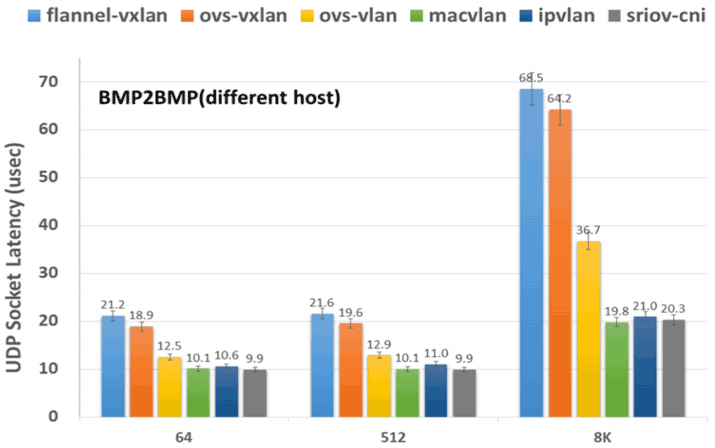 flannel-vxlan ovs-vxlan ovs-vlan macvlan ipvlan sriov-cni
BMP2BMP(different host)
UDP Socket Latency (usec)
70
60
50
40
30
20
10
0
21.2 18.9 12.5 10.1 10.6 9.9
21.6 19.6 12.9 10.1 11.0 9.9
68.5 64.2 36.7 19.8 21.0 20.3
64 512 8K